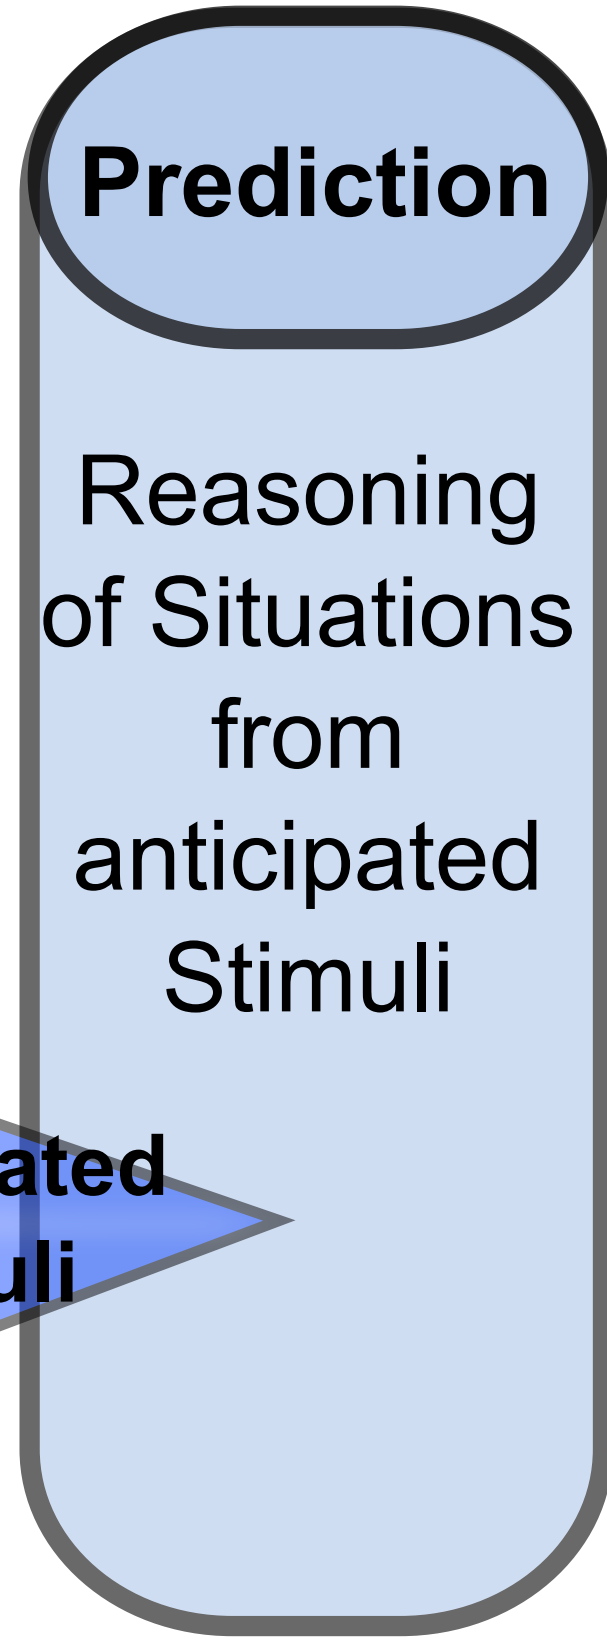 Prediction
Reasoning
of Situations
from
anticipated
Stimuli
ated
uli